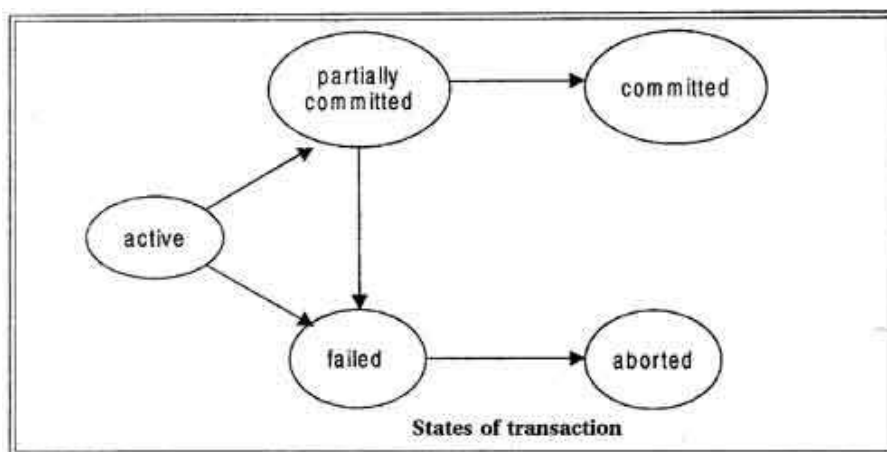 partially
committed
committed
active
failed
aborted
States of transaction